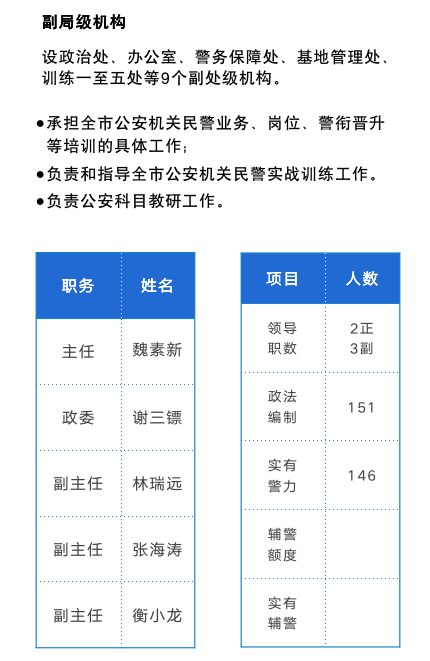 副局级机构
设政治处、办公室、警务保障处、基地管理处、
训练一至五处等9个副处级机构。
●承担全市公安机关民警业务、岗位、警衔晋升
等培训的具体工作；
●负责和指导全市公安机关民警实战训练工作。
●负责公安科目教研工作。
职务 姓名
主任 魏素新
政委 谢三镖
副主任 林瑞远
副主任 张海涛
副主任 衡小龙
项目 人数
领导 2正
职数 3副
政法
编制 151
实有
警力 146
辅警
额度
实有
辅警